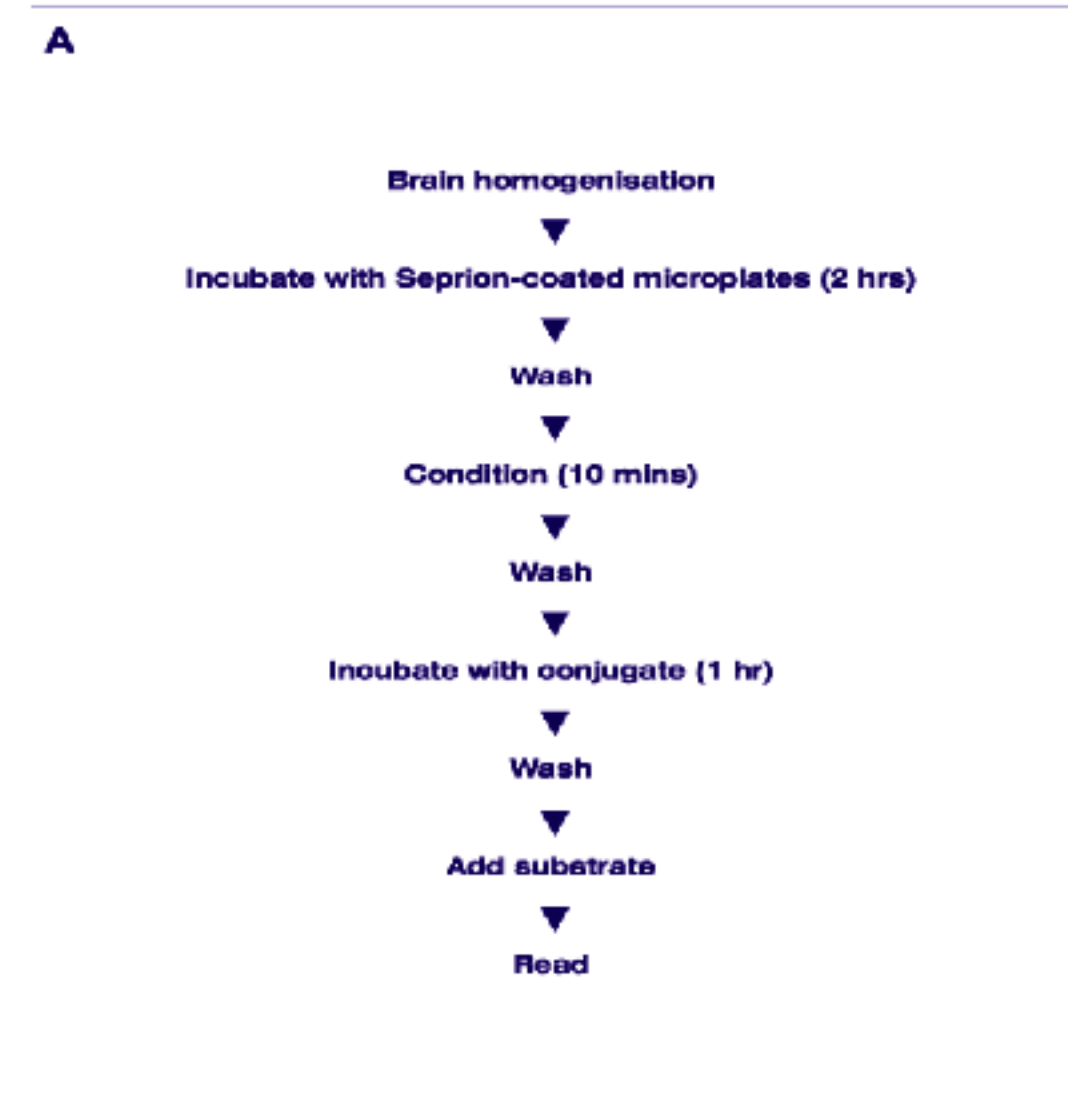 A
Brain homogenisation
Incubate with Seprion-coated microplates (2 hrs)
Wash
Condition (10 mins)
Wash
Incubate with conjugate (1 hr)
Wash
Add substrate
Read